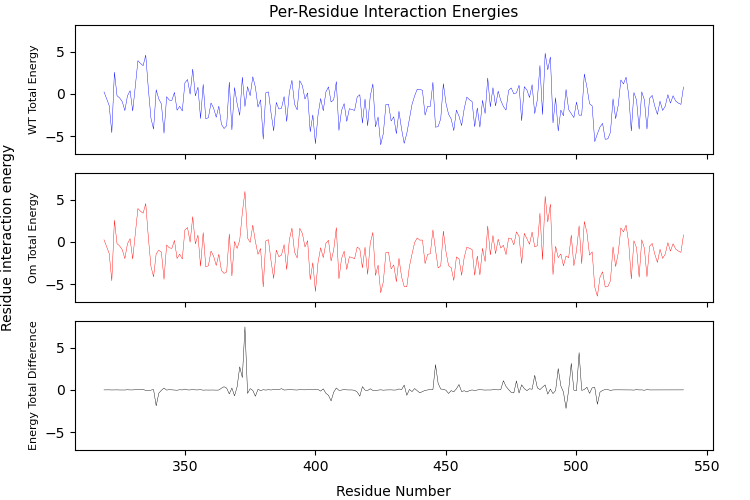 Per-Residue Interaction Energies
Residue interaction energy
WT Total Energy
5
0
−5
Om Total Energy
5
0
−5
Energy Total Difference
5
0
−5
350 400 450 500 550
Residue Number